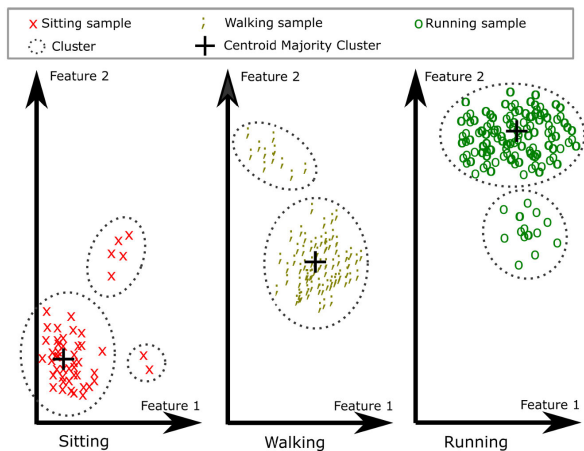 Sitting sample
Walking sample
Running sample
Cluster
Centroid Majority Cluster
Feature 2
Feature 2
Feature 2
Feature 1
Feature 1
Feature 1
Sitting
Walking
Running